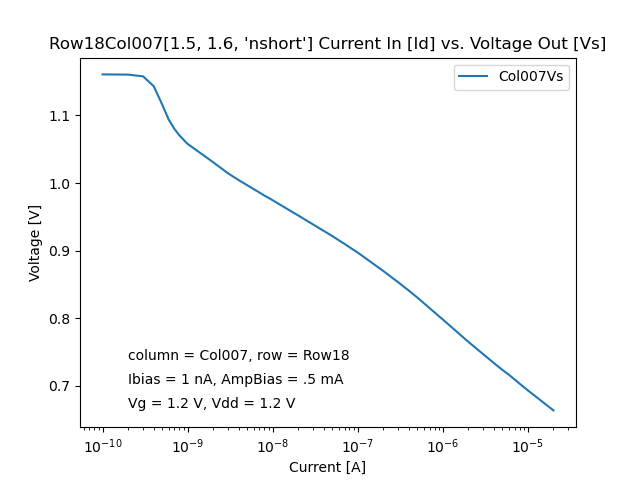 Row18Col007[1.5, 1.6, 'nshort'] Current In [Id] vs. Voltage Out [Vs]
Col007Vs
1.1
1.0
0.9
0.8
0.7
Voltage [V]
column = Col007, row = Row18
Ibias = 1 nA, AmpBias = .5 mA
Vg = 1.2 V, Vdd = 1.2 V
10⁻¹⁰ 10⁻⁹ 10⁻⁸ 10⁻⁷ 10⁻⁶ 10⁻⁵
Current [A]